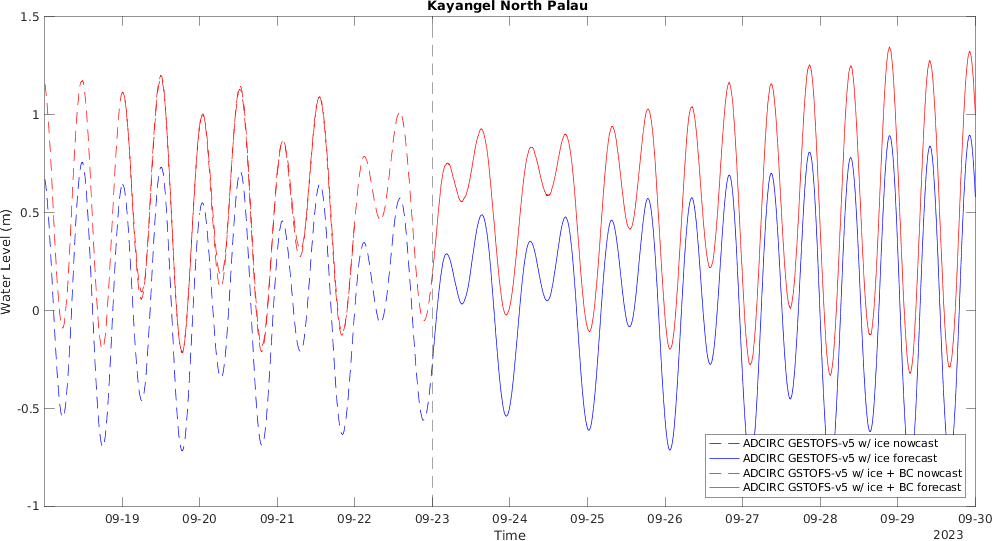 Kayangel North Palau
1.5
1
0.5
0
-0.5
-1
Water Level (m)
ADCIRC GESTOFS-v5 w/ ice nowcast
ADCIRC GESTOFS-v5 w/ ice forecast
ADCIRC GSTOFS-v5 w/ ice + BC nowcast
ADCIRC GSTOFS-v5 w/ ice + BC forecast
09-19 09-20 09-21 09-22 09-23 09-24 09-25 09-26 09-27 09-28 09-29 09-30
Time
2023